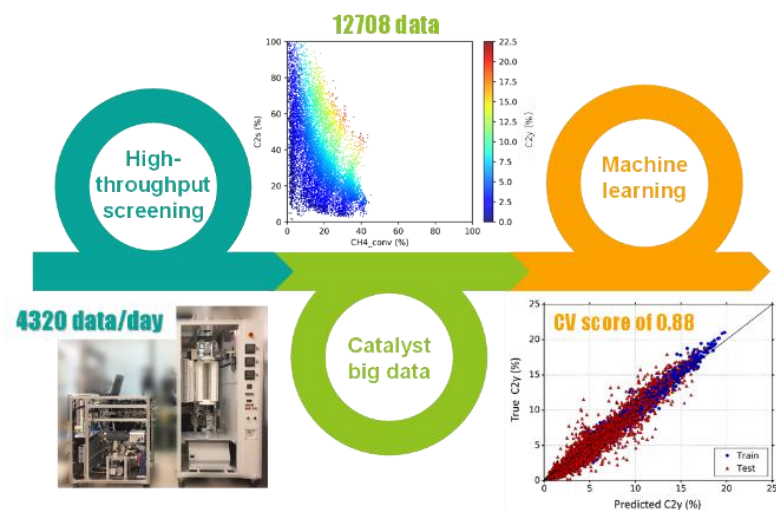 12708 data
High-
throughput
screening
100
80
60
40
20
0
C2s (%)
0
20
40
60
80
100
CH4_conv (%)
22.5
20.0
17.5
15.0
12.5
10.0
7.5
5.0
2.5
0.0
C2y (%)
Machine
learning
4320 data/day
Catalyst
big data
CV score of 0.88
25
20
15
10
5
0
True C2y (%)
0
5
10
15
20
25
Predicted C2y (%)
Train
Test